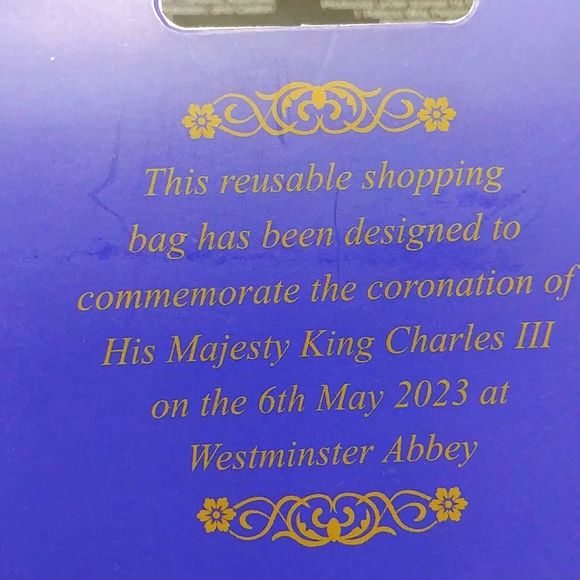 This reusable shopping
bag has been designed to
commemorate the coronation of
His Majesty King Charles III
on the 6th May 2023 at
Westminster Abbey